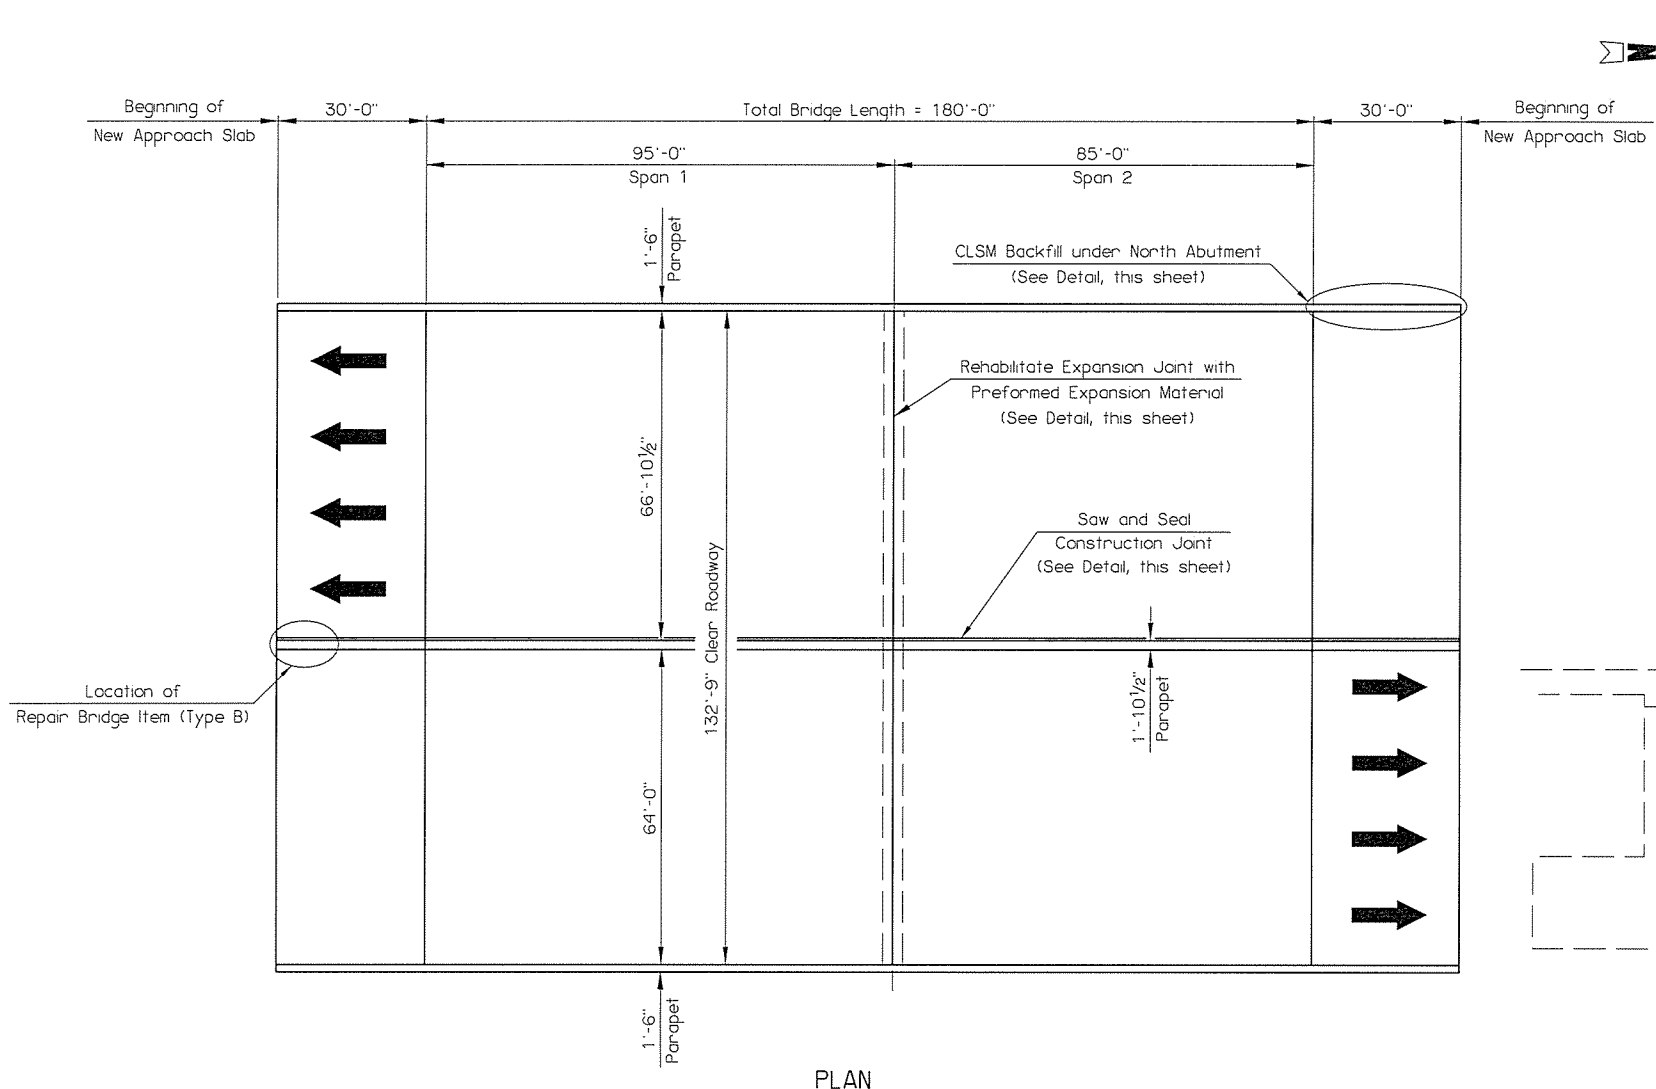 N
Beginning of
New Approach Slab
30'-0"
Total Bridge Length = 180'-0"
30'-0"
Beginning of
New Approach Slab
95'-0"
Span 1
85'-0"
Span 2
1'-6"
Parapet
CLSM Backfill under North Abutment
(See Detail, this sheet)
Rehabilitate Expansion Joint with
Preformed Expansion Material
(See Detail, this sheet)
66'-10½"
Saw and Seal
Construction Joint
(See Detail, this sheet)
132'-9" Clear Roadway
Location of
Repair Bridge Item (Type B)
1'-10½"
Parapet
64'-0"
1'-6"
Parapet
PLAN